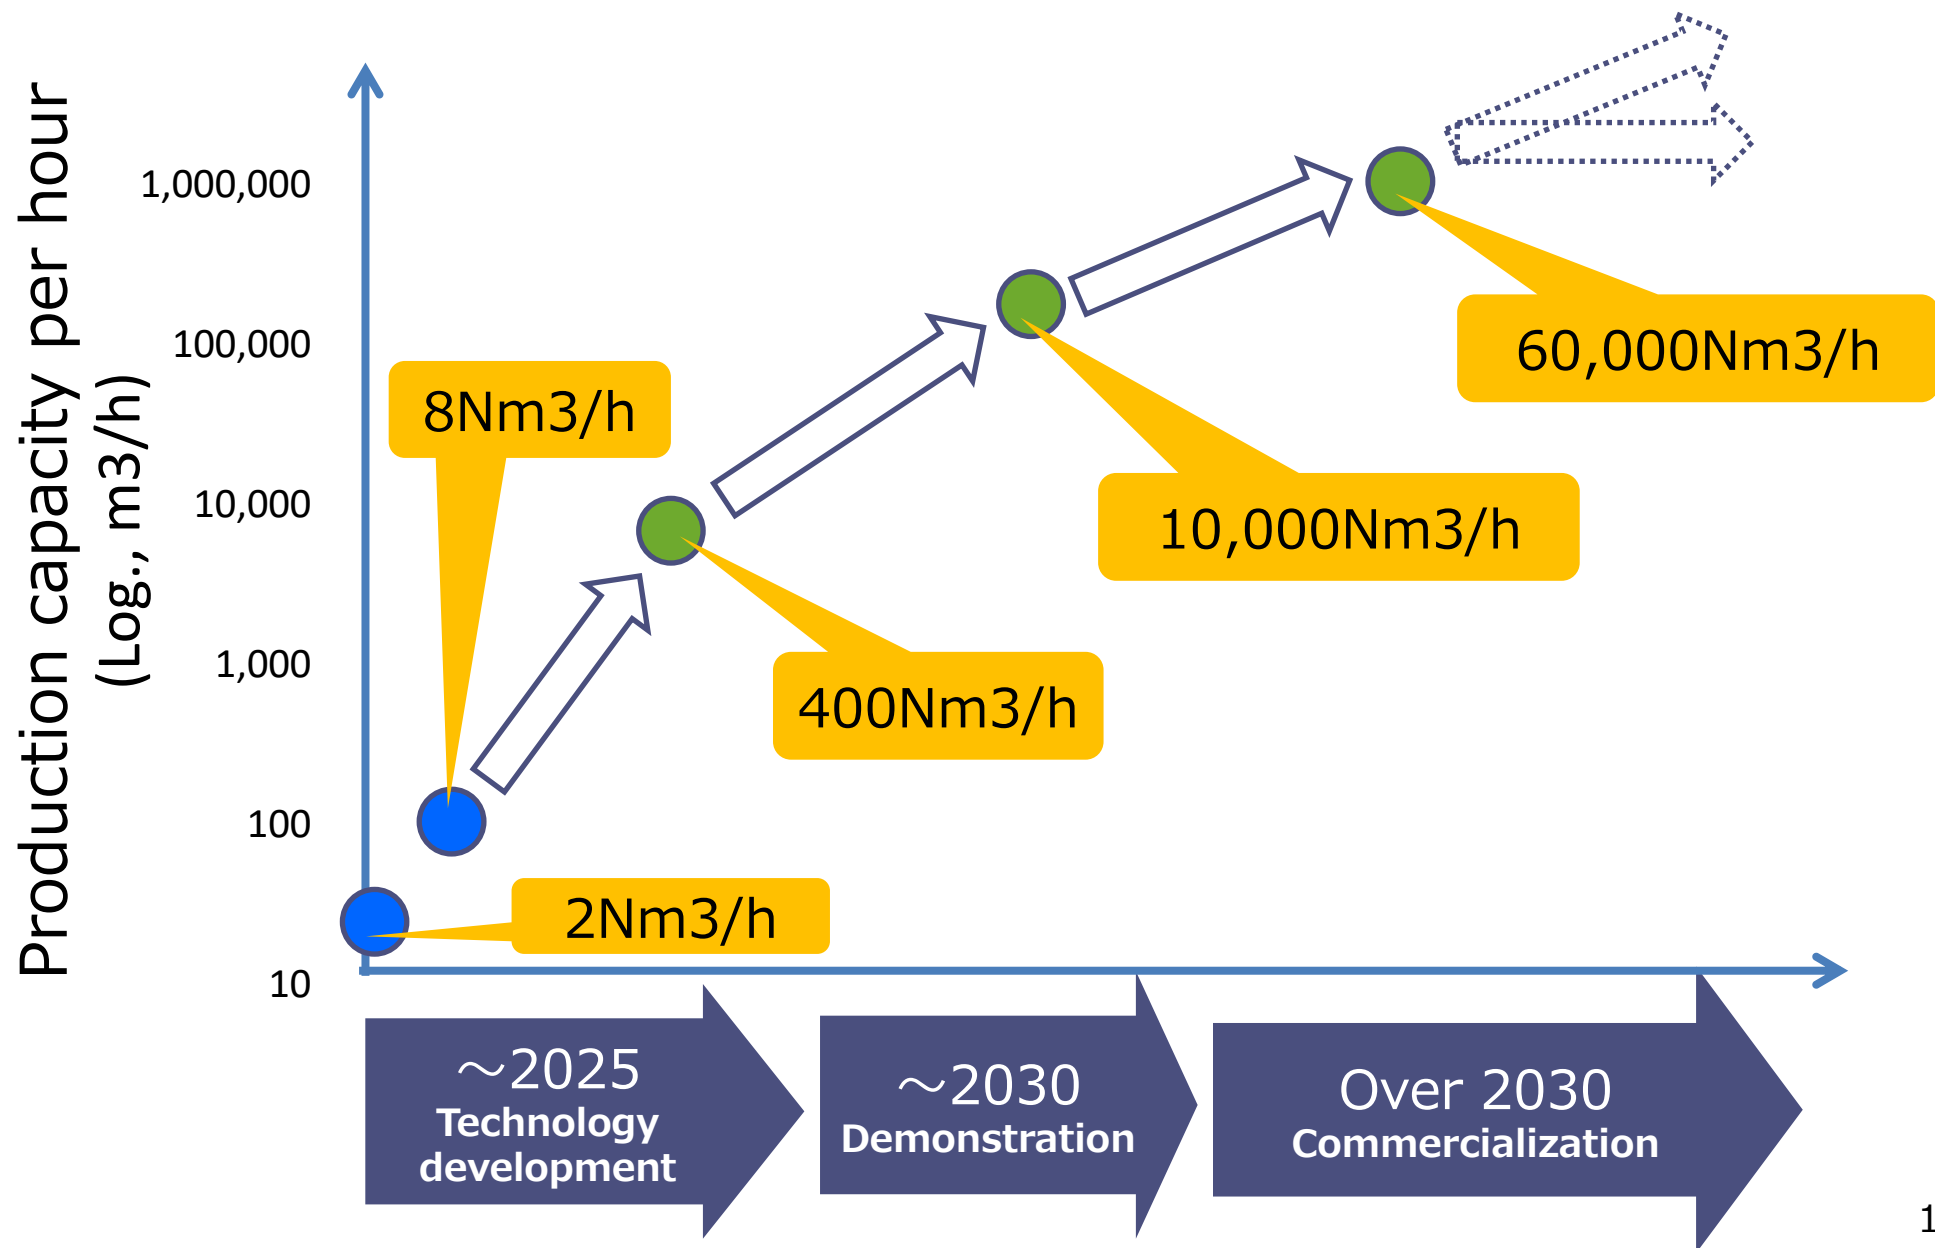 Production capacity per hour
(Log., m3/h)
1,000,000
100,000
10,000
1,000
100
10
8Nm3/h
2Nm3/h
400Nm3/h
10,000Nm3/h
60,000Nm3/h
～2025
Technology
development
～2030
Demonstration
Over 2030
Commercialization
1